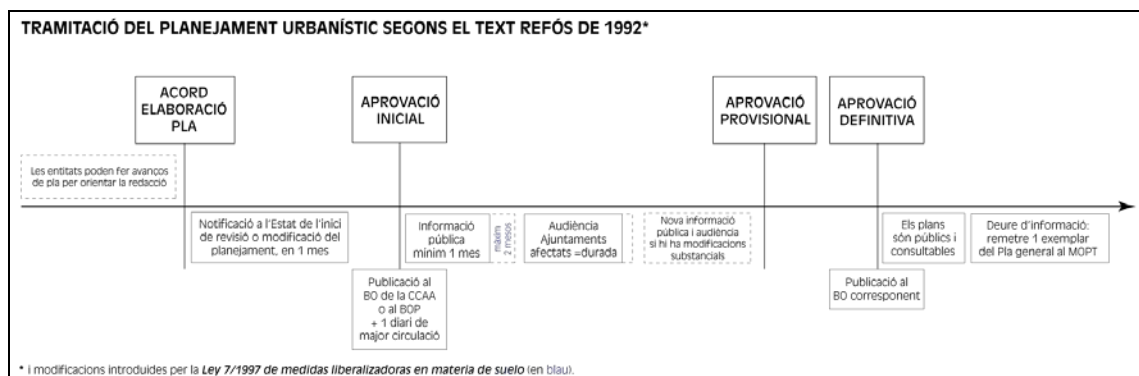 TRAMITACIÓ DEL PLANEJAMENT URBANÍSTIC SEGONS EL TEXT REFÓS DE 1992*
ACORD
ELABORACIÓ
PLA
APROVACIÓ
INICIAL
APROVACIÓ
PROVISIONAL
APROVACIÓ
DEFINITIVA
Les entitats poden fer avanços
de pla per orientar la redacció
Notificació a l'Estat de l'inici
de revisió o modificació del
planejament, en 1 mes
Informació
pública
mínim 1 mes
màxim
2 mesos
Audiència
Ajuntaments
afectats =durada
Nova informació
pública i audiència
si hi ha modificacions
substancials
Els plans
són públics i
consultables
Deure d'informació:
remetre 1 exemplar
del Pla general al MOPT
Publicació al
BO de la CCAA
o al BOP
+ 1 diari de
major circulació
Publicació al
BO corresponent
* i modificacions introduïdes per la Ley 7/1997 de medidas liberalizadoras en materia de suelo (en blau).